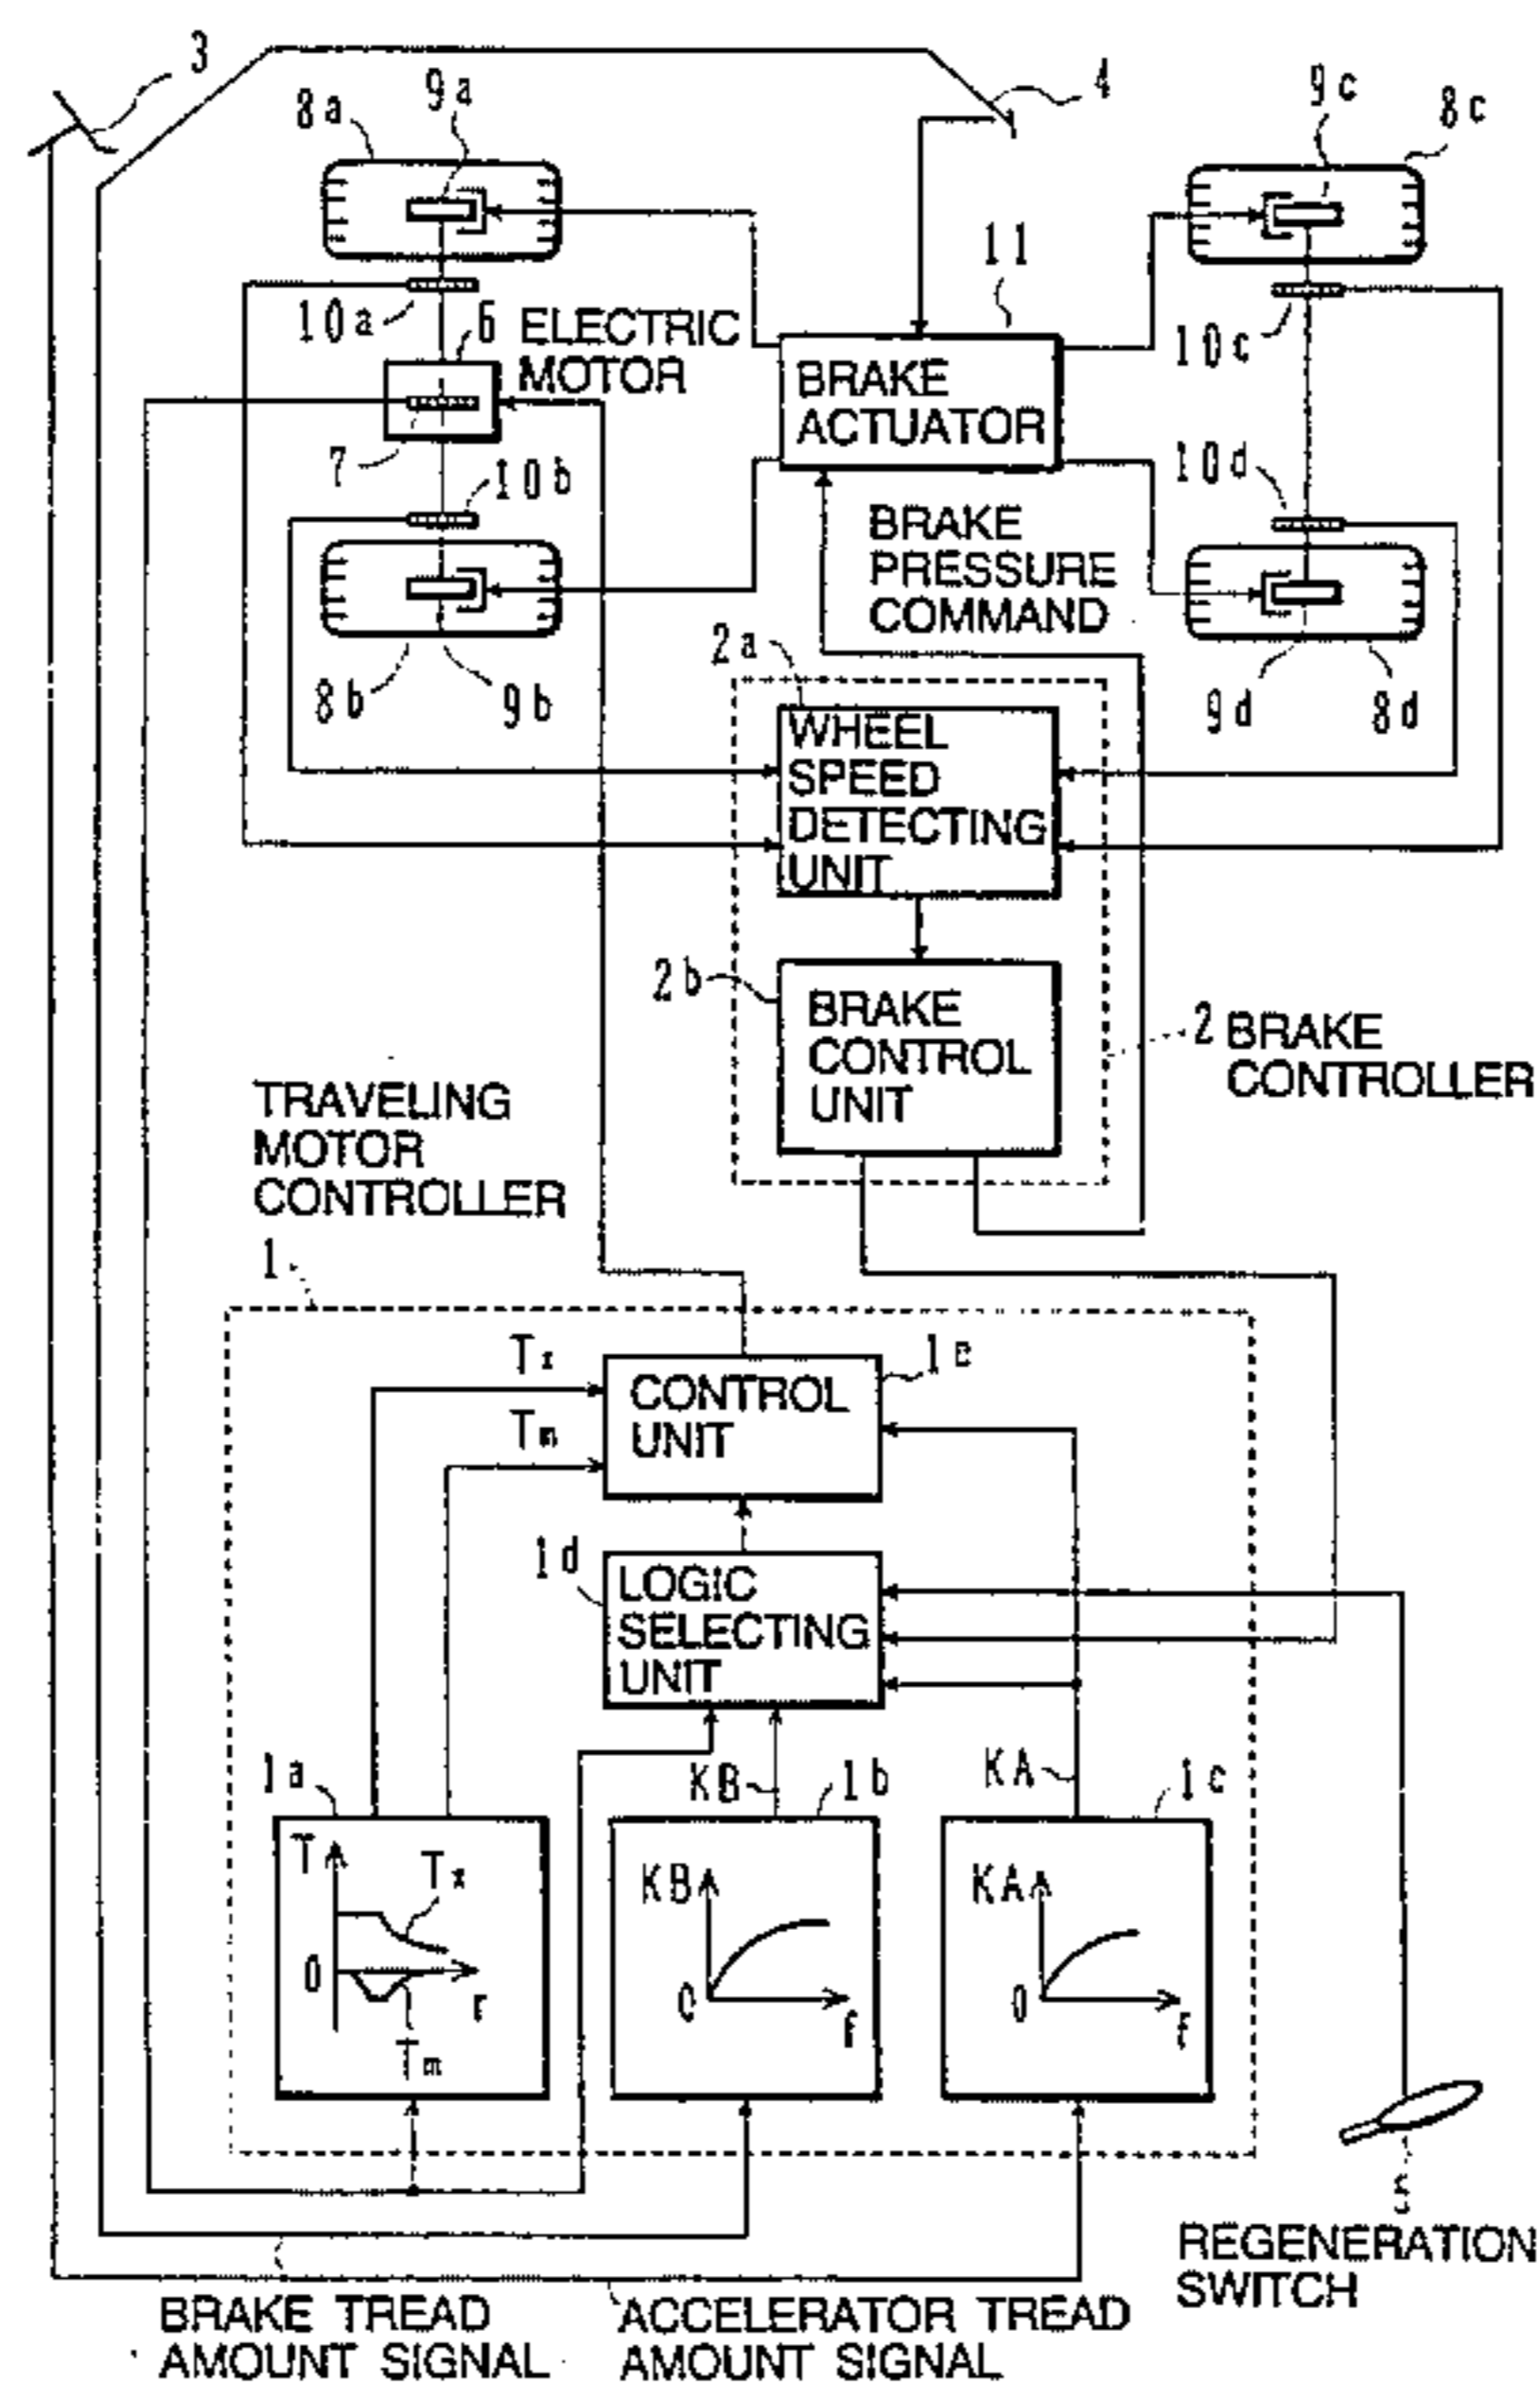 3
4
8a
9a
9c
8c
11
10a
6
ELECTRIC
MOTOR
10c
BRAKE
ACTUATOR
7
10b
10d
BRAKE
PRESSURE
COMMAND
2a
8b
9b
9d
8d
WHEEL
SPEED
DETECTING
UNIT
2b
BRAKE
CONTROL
UNIT
2 BRAKE
CONTROLLER
TRAVELING
MOTOR
CONTROLLER
1
Tx
1e
CONTROL
UNIT
Tm
1d
LOGIC
SELECTING
UNIT
1a
KB
1b
KA
1c
T
Tx
0
r
Tm
KB
0
f
KA
0
f
5
REGENERATION
SWITCH
BRAKE TREAD
AMOUNT SIGNAL
ACCELERATOR TREAD
AMOUNT SIGNAL